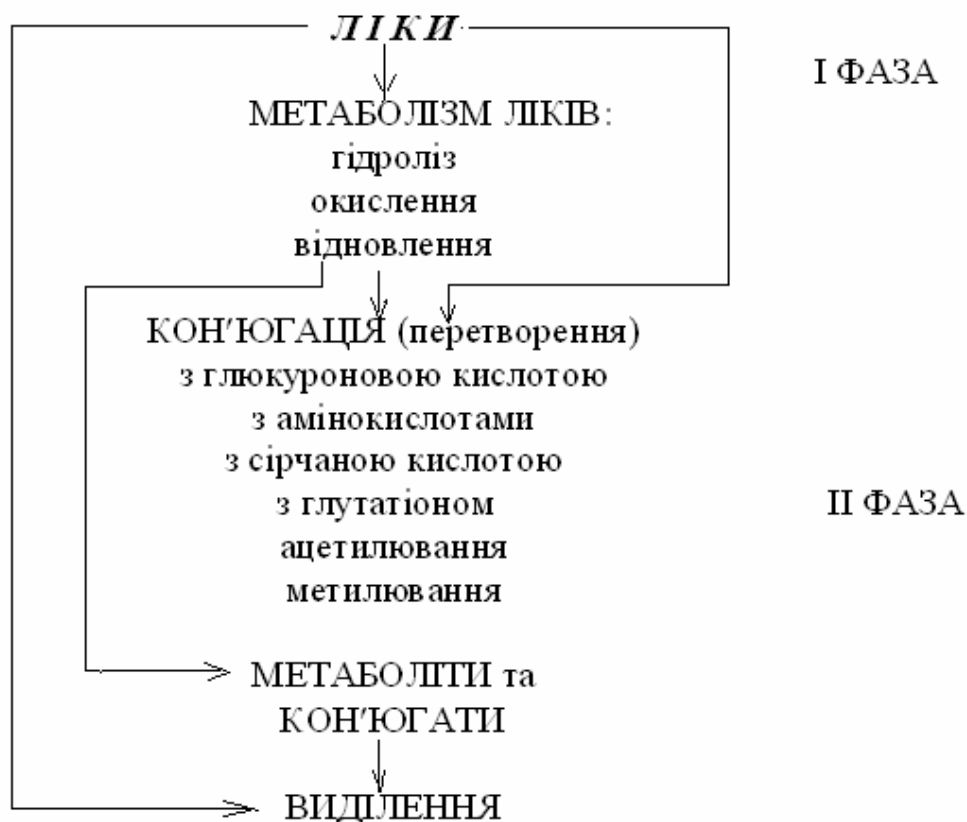 ЛІКИ
І ФАЗА
МЕТАБОЛІЗМ ЛІКІВ:
гідроліз
окислення
відновлення
КОН'ЮГАЦІЯ (перетворення)
з глюкуроновою кислотою
з амінокислотами
з сірчаною кислотою
з глутатіоном
ІІ ФАЗА
ацетилювання
метилювання
МЕТАБОЛІТИ та
КОН'ЮГАТИ
ВИДІЛЕННЯ